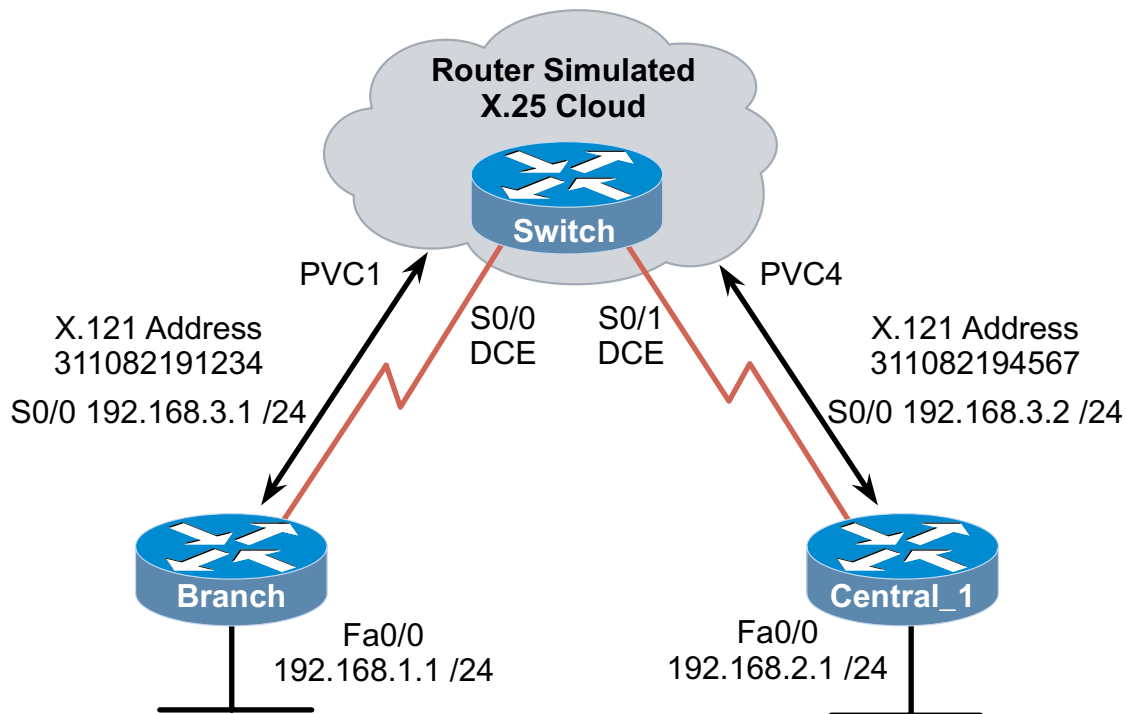 Router Simulated
X.25 Cloud
Switch
PVC1
PVC4
S0/0
DCE
S0/1
DCE
X.121 Address
311082191234
S0/0 192.168.3.1 /24
X.121 Address
311082194567
S0/0 192.168.3.2 /24
Branch
Central_1
Fa0/0
192.168.1.1 /24
Fa0/0
192.168.2.1 /24